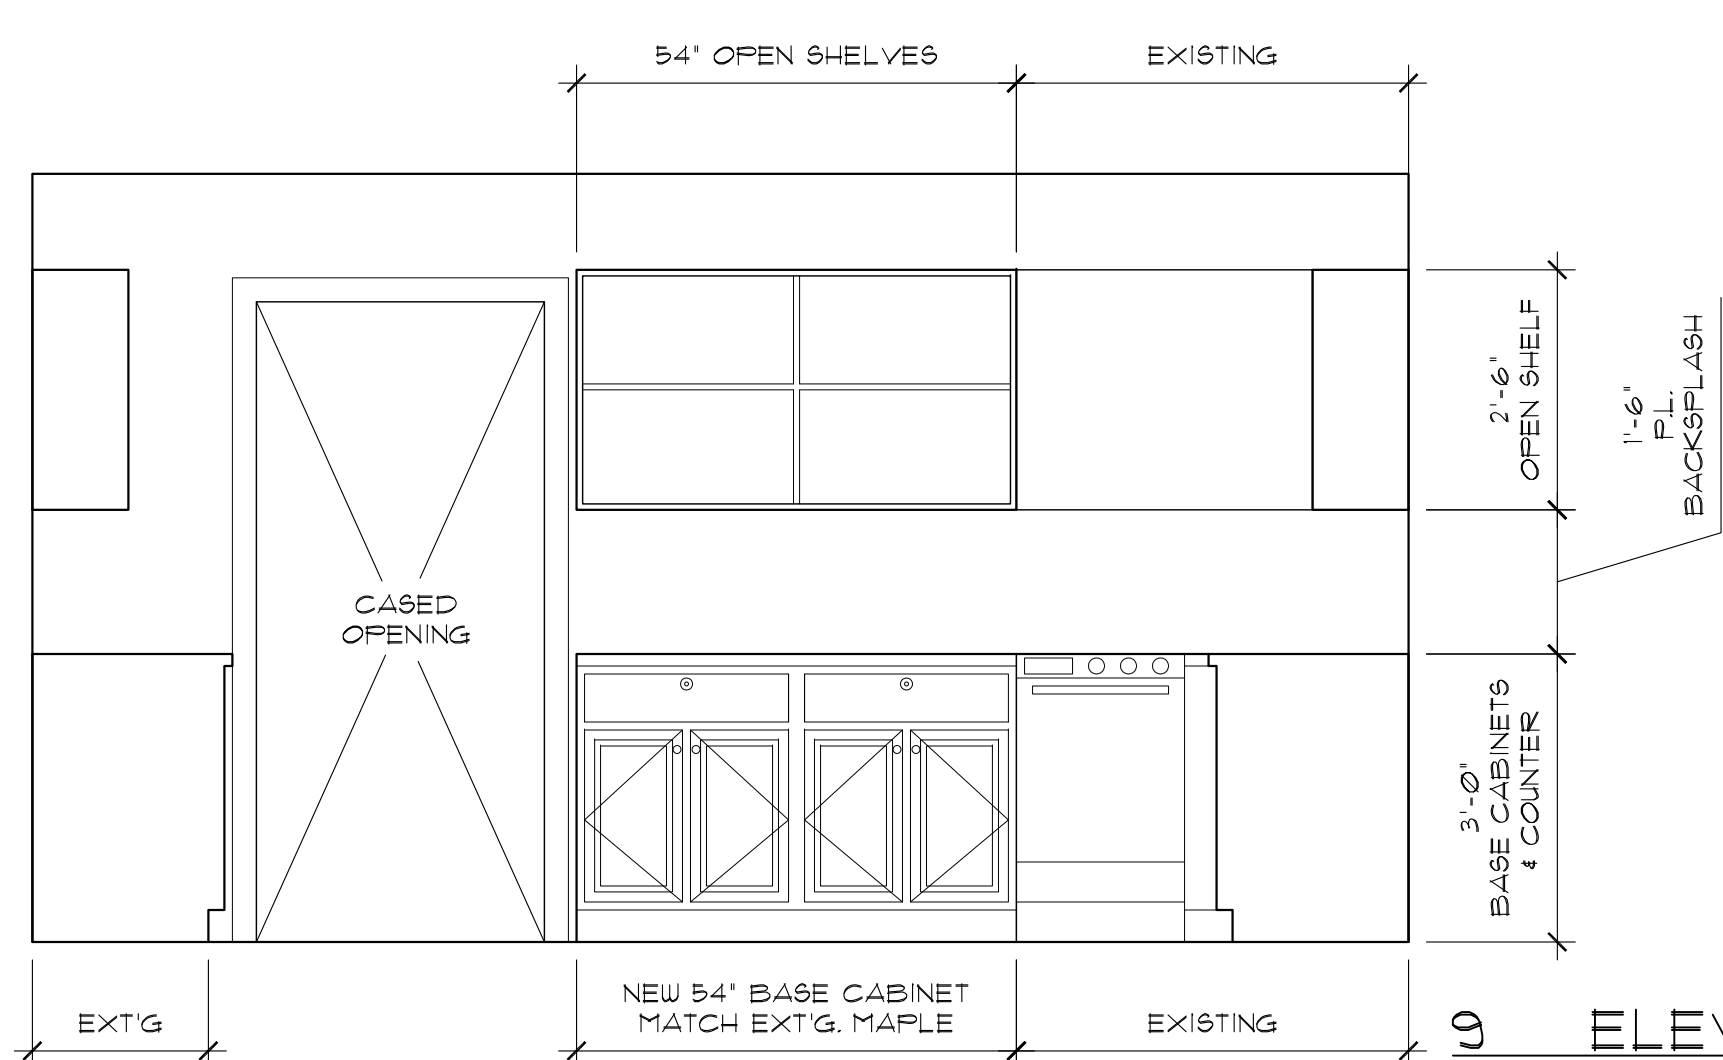 54" OPEN SHELVES
EXISTING
CASED
OPENING
2'-6"
OPEN SHELF
1'-6"
P.L.
BACKSPLASH
3'-0"
BASE CABINETS
& COUNTER
EXT'G
NEW 54" BASE CABINET
MATCH EXT'G. MAPLE
EXISTING
9 ELEV